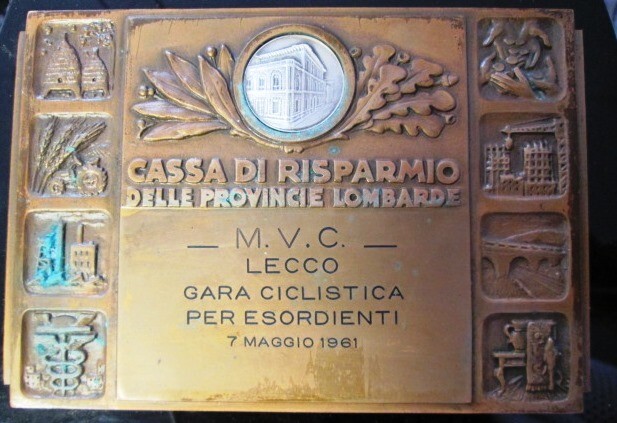 CASSA DI RISPARMIO
DELLE PROVINCIE LOMBARDE
— M. V. C. —
LECCO
GARA CICLISTICA
PER ESORDIENTI
7 MAGGIO 1961